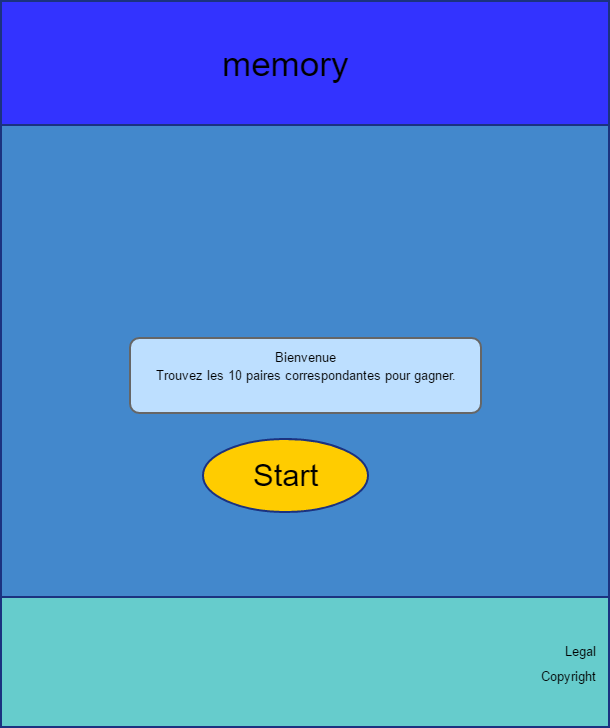 memory
Bienvenue
Trouvez les 10 paires correspondantes pour gagner.
Start
Legal
Copyright